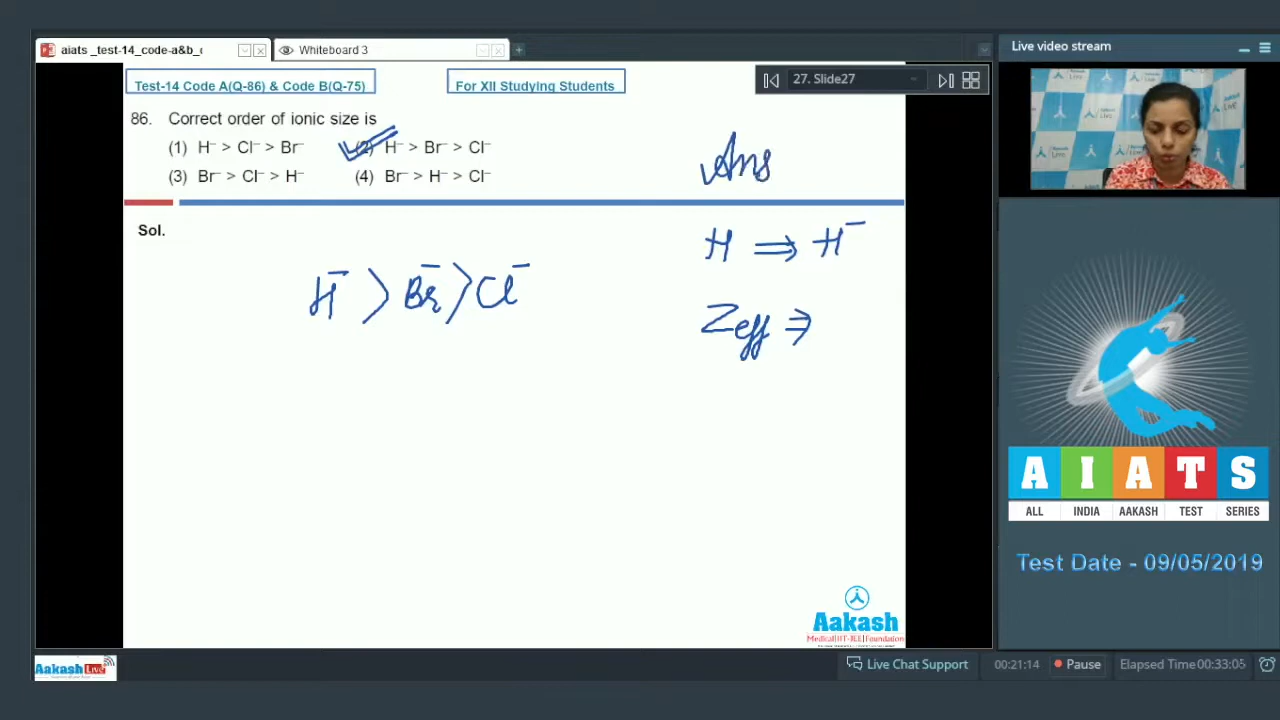 aiats _test-14_code-a&b_c
Whiteboard 3
Live video stream
Test-14 Code A(Q-86) & Code B(Q-75)
For XII Studying Students
27. Slide27
86. Correct order of ionic size is
(1) H⁻ > Cl⁻ > Br⁻
(2) H⁻ > Br⁻ > Cl⁻
(3) Br⁻ > Cl⁻ > H⁻
(4) Br⁻ > H⁻ > Cl⁻
Ans
Sol.
H ⇒ H⁻
H⁻ > Br⁻ > Cl⁻
Zeff ⇒
A I A T S
ALL INDIA AAKASH TEST SERIES
Test Date - 09/05/2019
Aakash
Medical|IIT-JEE|Foundation
Aakash Live
Live Chat Support
00:21:14
Pause
Elapsed Time 00:33:05